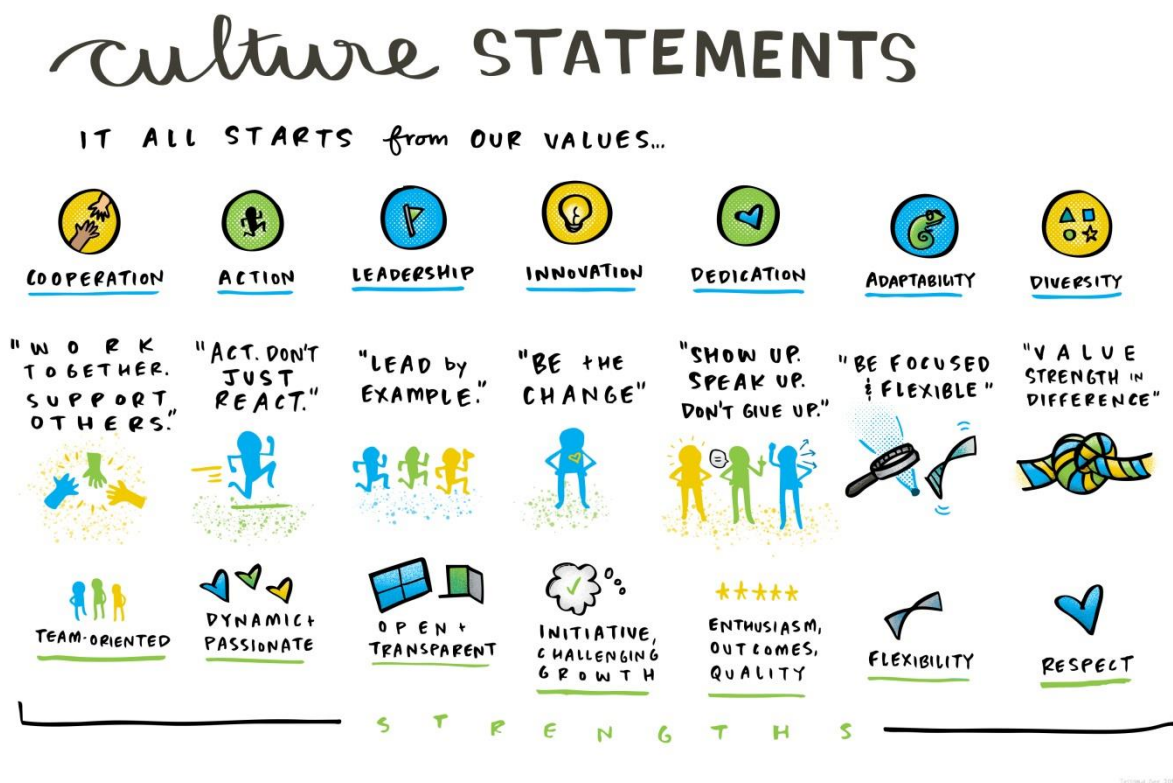 culture STATEMENTS
IT ALL STARTS from OUR VALUES...
COOPERATION
ACTION
LEADERSHIP
INNOVATION
DEDICATION
ADAPTABILITY
DIVERSITY
"WORK
TOGETHER.
SUPPORT
OTHERS."
"ACT. DON'T
JUST
REACT."
"LEAD by
EXAMPLE."
"BE tHE
CHANGE"
"SHOW UP.
SPEAK UP.
DON'T GIVE UP."
"BE FOCUSED
& FLEXIBLE"
"VALUE
STRENGTH IN
DIFFERENCE"
TEAM-ORIENTED
DYNAMIC +
PASSIONATE
OPEN +
TRANSPARENT
INITIATIVE,
CHALLENGING
GROWTH
ENTHUSIASM,
OUTCOMES,
QUALITY
FLEXIBILITY
RESPECT
STRENGTHS